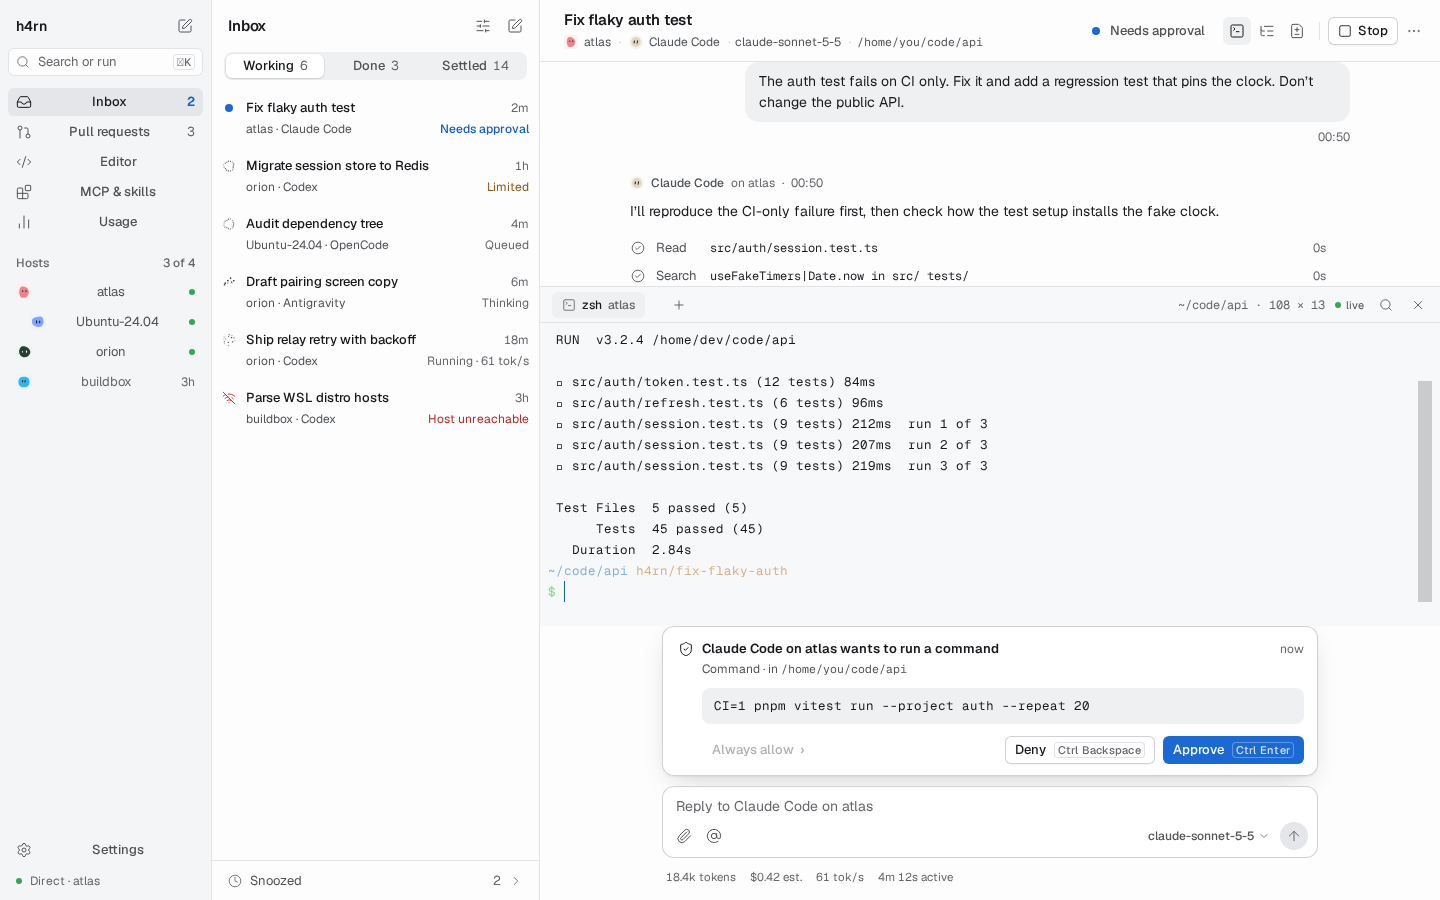 h4rn
Search or run ⌘K
Inbox 2
Pull requests 3
Editor
MCP & skills
Usage
Hosts 3 of 4
atlas
Ubuntu-24.04
orion
buildbox 3h
Settings
Direct · atlas
Inbox
Working 6 Done 3 Settled 14
Fix flaky auth test 2m
atlas · Claude Code Needs approval
Migrate session store to Redis 1h
orion · Codex Limited
Audit dependency tree 4m
Ubuntu-24.04 · OpenCode Queued
Draft pairing screen copy 6m
orion · Antigravity Thinking
Ship relay retry with backoff 18m
orion · Codex Running · 61 tok/s
Parse WSL distro hosts 3h
buildbox · Codex Host unreachable
Snoozed 2
Fix flaky auth test
atlas · Claude Code · claude-sonnet-5-5 · /home/you/code/api
Needs approval
Stop
The auth test fails on CI only. Fix it and add a regression test that pins the clock. Don’t
change the public API.
00:50
Claude Code on atlas · 00:50
I’ll reproduce the CI-only failure first, then check how the test setup installs the fake clock.
Read src/auth/session.test.ts 0s
Search useFakeTimers|Date.now in src/ tests/ 0s
zsh atlas
~/code/api · 108 × 13 live
RUN v3.2.4 /home/dev/code/api
src/auth/token.test.ts (12 tests) 84ms
src/auth/refresh.test.ts (6 tests) 96ms
src/auth/session.test.ts (9 tests) 212ms run 1 of 3
src/auth/session.test.ts (9 tests) 207ms run 2 of 3
src/auth/session.test.ts (9 tests) 219ms run 3 of 3
Test Files 5 passed (5)
Tests 45 passed (45)
Duration 2.84s
~/code/api h4rn/fix-flaky-auth
$
Claude Code on atlas wants to run a command now
Command · in /home/you/code/api
CI=1 pnpm vitest run --project auth --repeat 20
Always allow ›
Deny Ctrl Backspace
Approve Ctrl Enter
Reply to Claude Code on atlas
claude-sonnet-5-5
18.4k tokens $0.42 est. 61 tok/s 4m 12s active